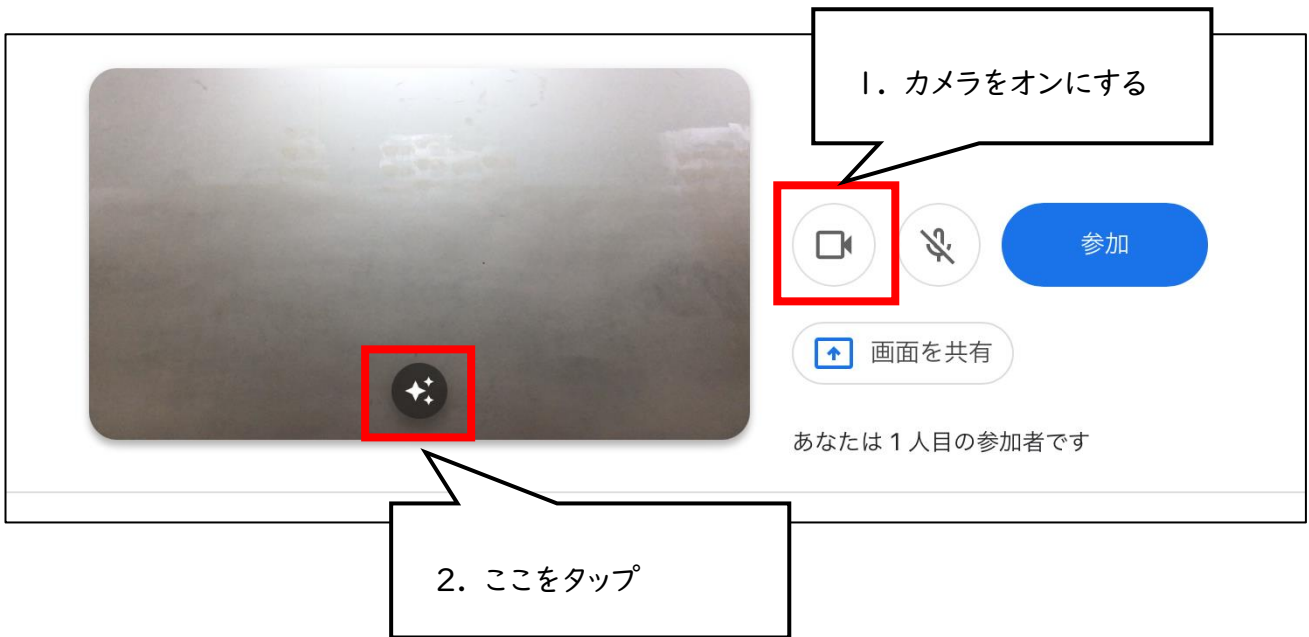 1. カメラをオンにする
参加
画面を共有
あなたは1人目の参加者です
2. ここをタップ